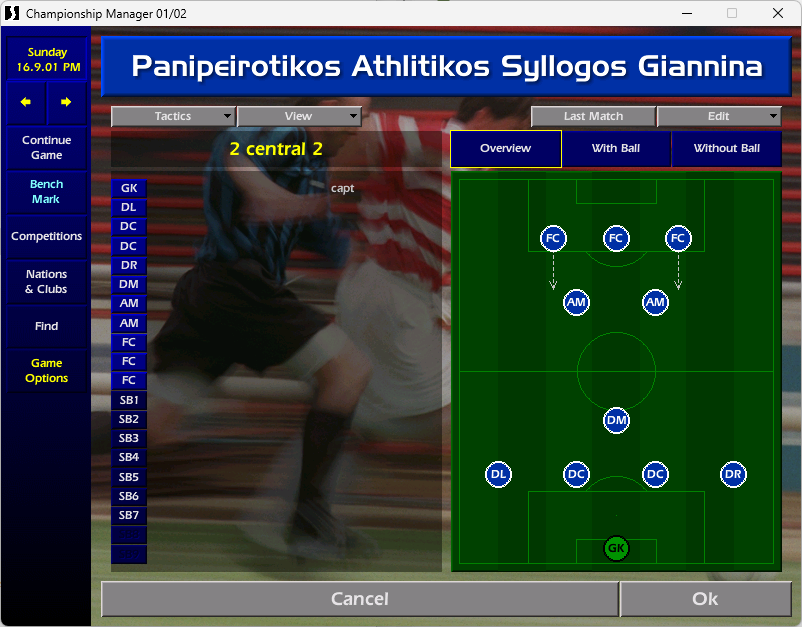 Championship Manager 01/02
Sunday
16.9.01 PM
Panipeirotikos Athlitikos Syllogos Giannina
Tactics
View
Last Match
Edit
Continue
Game
Bench
Mark
Competitions
Nations
& Clubs
Find
Game
Options
2 central 2
Overview
With Ball
Without Ball
GK capt
DL
DC
DC
DR
DM
AM
AM
FC
FC
FC
SB1
SB2
SB3
SB4
SB5
SB6
SB7
FC FC FC
AM AM
DM
DL DC DC DR
GK
Cancel
Ok